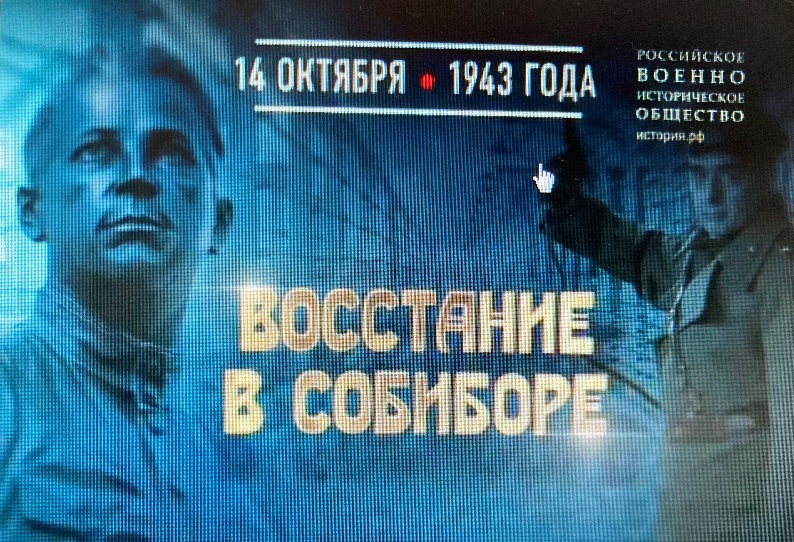 14 ОКТЯБРЯ • 1943 ГОДА
РОССИЙСКОЕ
ВОЕННО
ИСТОРИЧЕСКОЕ
ОБЩЕСТВО
история.рф
ВОССТАНИЕ
В СОБИБОРЕ